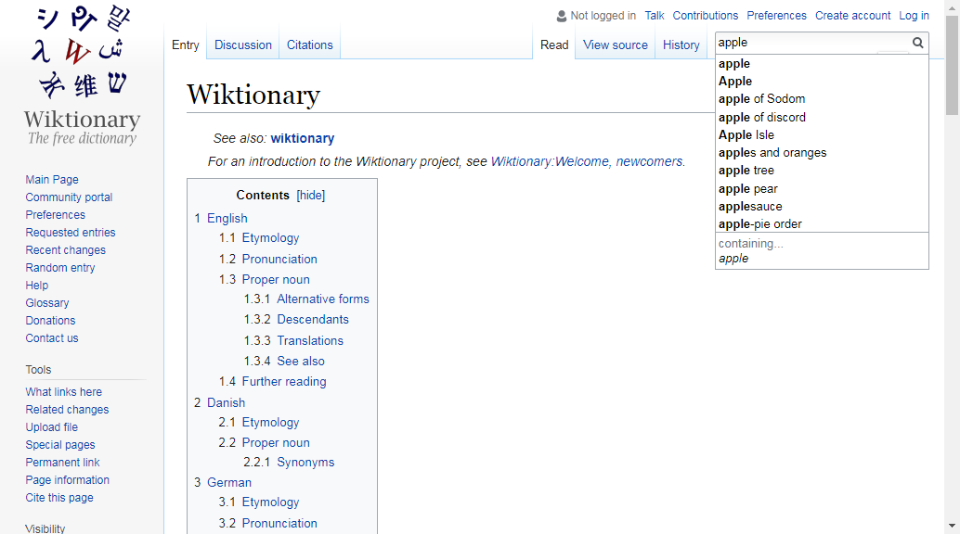 シ
Wiktionary
The free dictionary
Main Page
Community portal
Preferences
Requested entries
Recent changes
Random entry
Help
Glossary
Donations
Contact us
Tools
What links here
Related changes
Upload file
Special pages
Permanent link
Page information
Cite this page
Visibility
Not logged in Talk Contributions Preferences Create account Log in
Entry Discussion Citations Read View source History
apple
apple
Apple
apple of Sodom
apple of discord
Apple Isle
apples and oranges
apple tree
apple pear
applesauce
apple-pie order
containing...
apple
Wiktionary
See also: wiktionary
For an introduction to the Wiktionary project, see Wiktionary:Welcome, newcomers.
Contents [hide]
1 English
1.1 Etymology
1.2 Pronunciation
1.3 Proper noun
1.3.1 Alternative forms
1.3.2 Descendants
1.3.3 Translations
1.3.4 See also
1.4 Further reading
2 Danish
2.1 Etymology
2.2 Proper noun
2.2.1 Synonyms
3 German
3.1 Etymology
3.2 Pronunciation